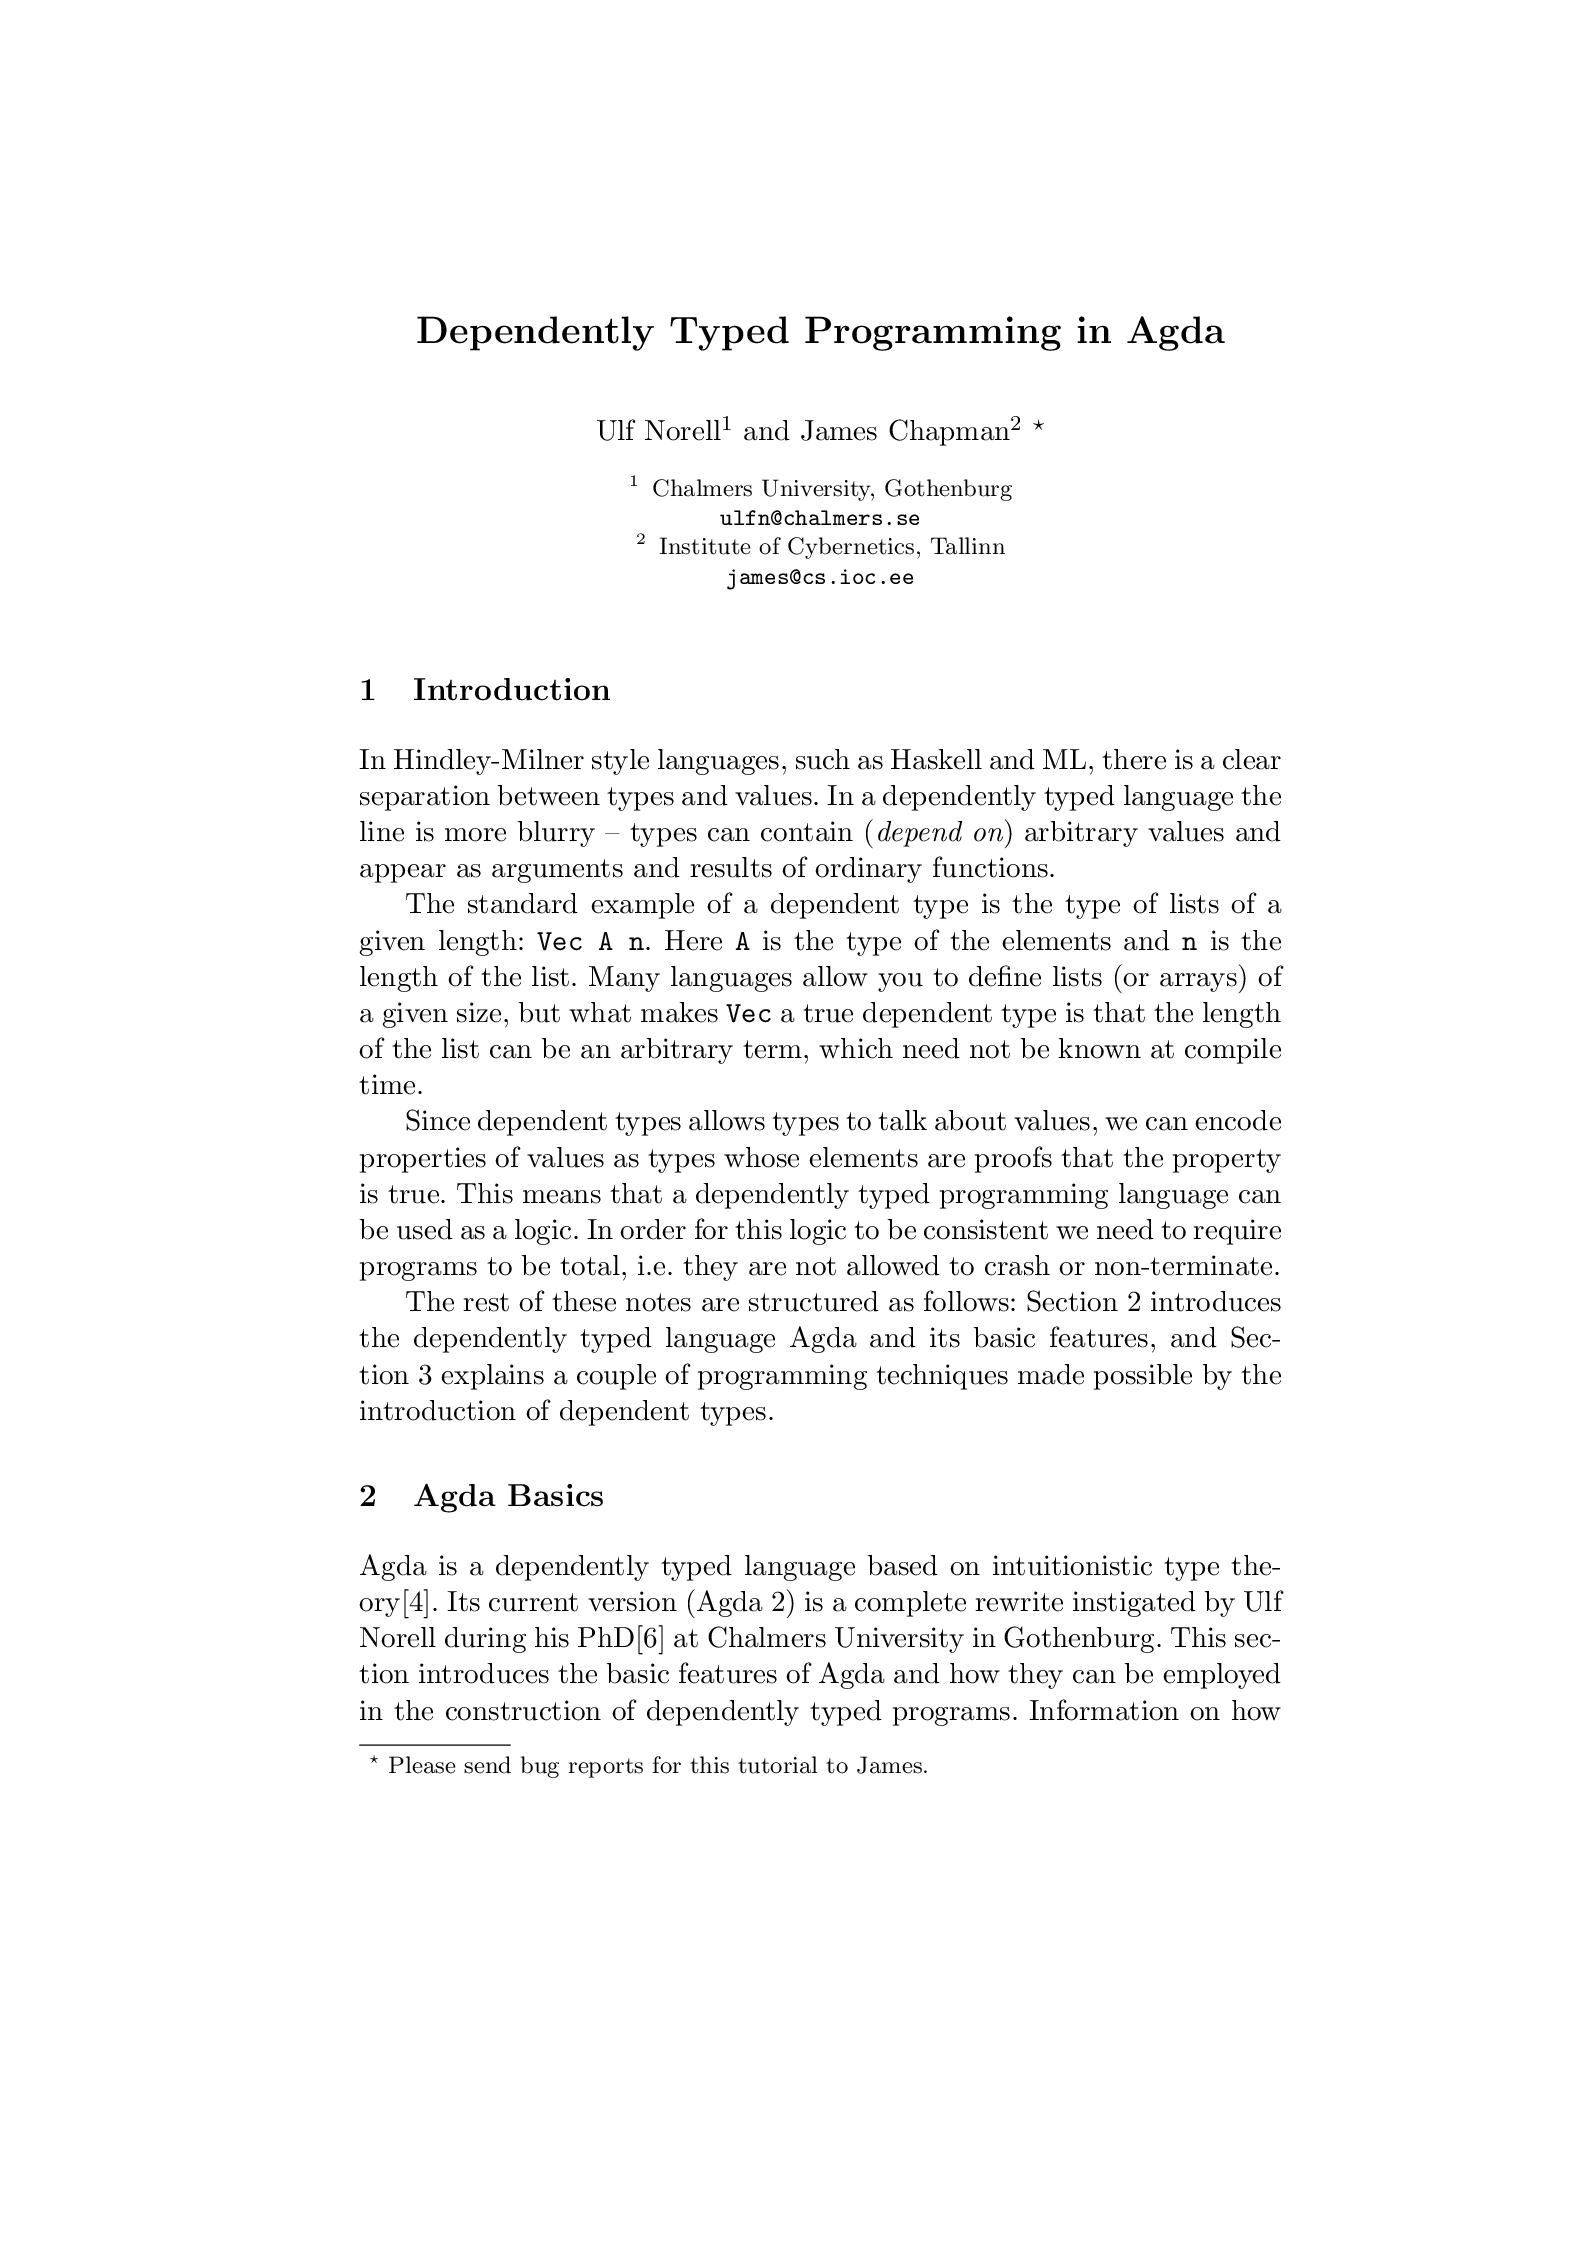 Dependently Typed Programming in Agda
Ulf Norell¹ and James Chapman² ⋆
¹ Chalmers University, Gothenburg
ulfn@chalmers.se
² Institute of Cybernetics, Tallinn
james@cs.ioc.ee
1 Introduction
In Hindley-Milner style languages, such as Haskell and ML, there is a clear
separation between types and values. In a dependently typed language the
line is more blurry – types can contain (depend on) arbitrary values and
appear as arguments and results of ordinary functions.
The standard example of a dependent type is the type of lists of a
given length: Vec A n. Here A is the type of the elements and n is the
length of the list. Many languages allow you to define lists (or arrays) of
a given size, but what makes Vec a true dependent type is that the length
of the list can be an arbitrary term, which need not be known at compile
time.
Since dependent types allows types to talk about values, we can encode
properties of values as types whose elements are proofs that the property
is true. This means that a dependently typed programming language can
be used as a logic. In order for this logic to be consistent we need to require
programs to be total, i.e. they are not allowed to crash or non-terminate.
The rest of these notes are structured as follows: Section 2 introduces
the dependently typed language Agda and its basic features, and Sec-
tion 3 explains a couple of programming techniques made possible by the
introduction of dependent types.
2 Agda Basics
Agda is a dependently typed language based on intuitionistic type the-
ory[4]. Its current version (Agda 2) is a complete rewrite instigated by Ulf
Norell during his PhD[6] at Chalmers University in Gothenburg. This sec-
tion introduces the basic features of Agda and how they can be employed
in the construction of dependently typed programs. Information on how
⋆ Please send bug reports for this tutorial to James.